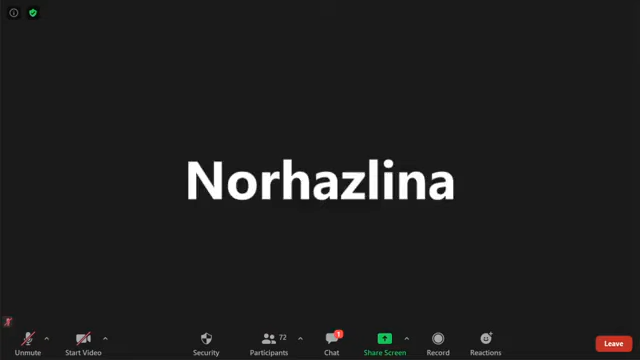 Norhazlina
Unmute
Start Video
Security
72
Participants
1
Chat
Share Screen
Record
Reactions
Leave